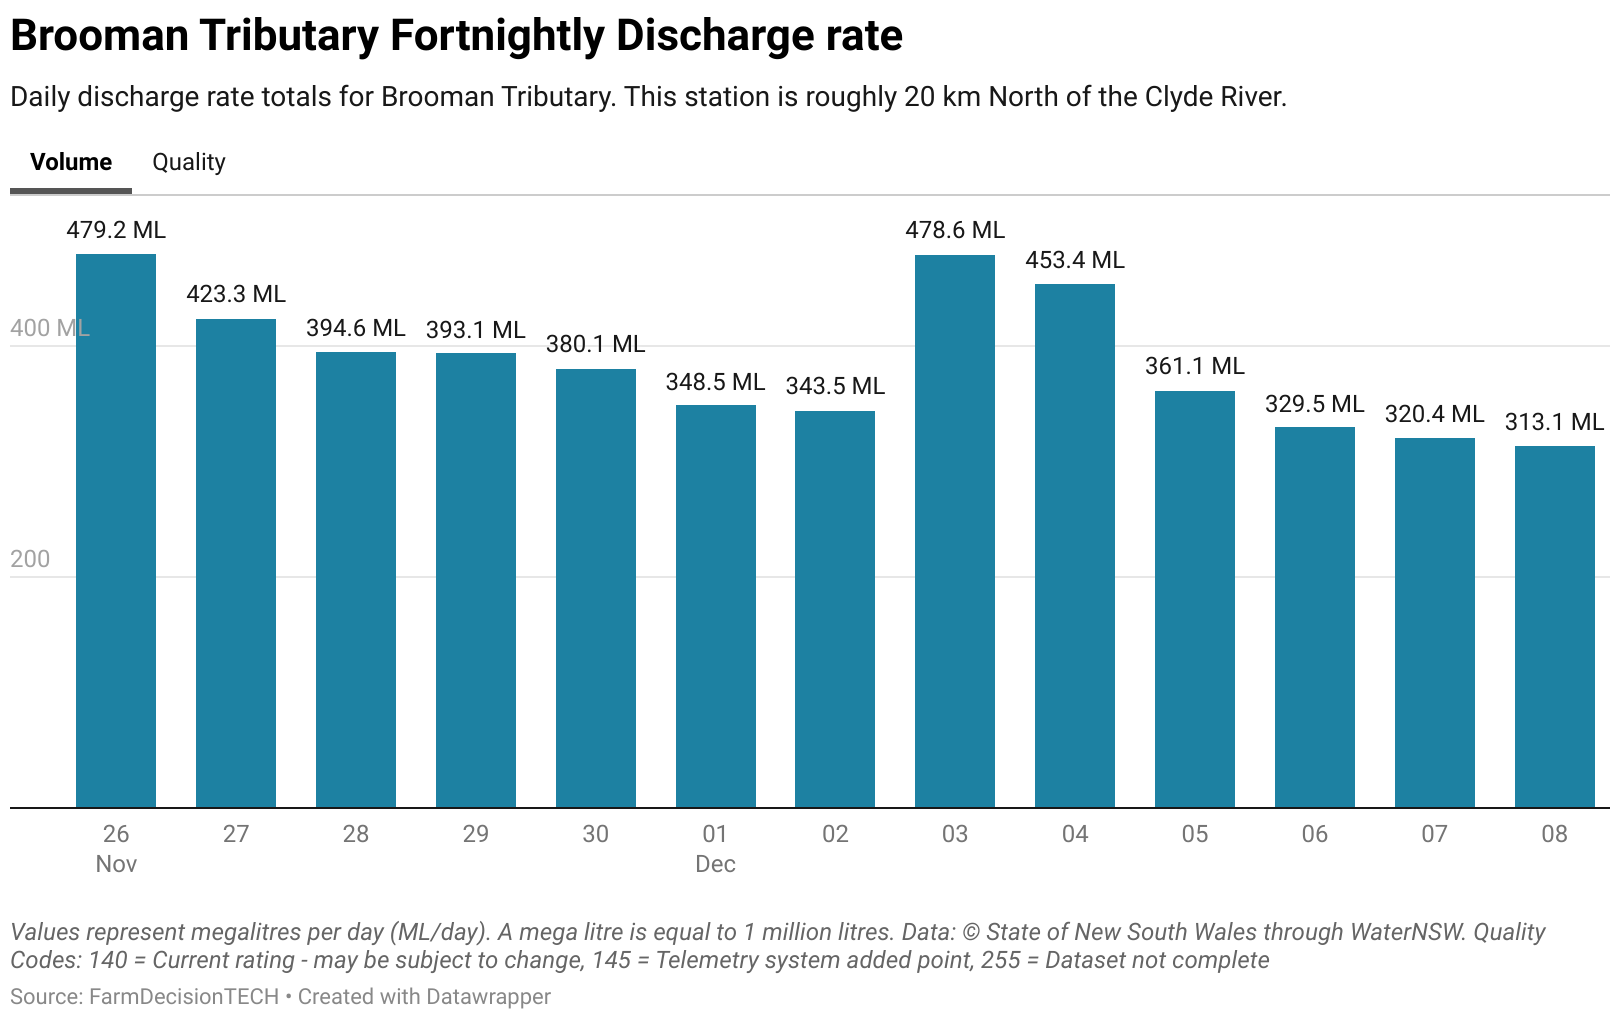 Brooman Tributary Fortnightly Discharge rate
Daily discharge rate totals for Brooman Tributary. This station is roughly 20 km North of the Clyde River.
Volume Quality
479.2 ML
423.3 ML
394.6 ML
393.1 ML
380.1 ML
348.5 ML
343.5 ML
478.6 ML
453.4 ML
361.1 ML
329.5 ML
320.4 ML
313.1 ML
400 ML
200
26 27 28 29 30 01 02 03 04 05 06 07 08
Nov Dec
Values represent megalitres per day (ML/day). A mega litre is equal to 1 million litres. Data: © State of New South Wales through WaterNSW. Quality
Codes: 140 = Current rating - may be subject to change, 145 = Telemetry system added point, 255 = Dataset not complete
Source: FarmDecisionTECH • Created with Datawrapper